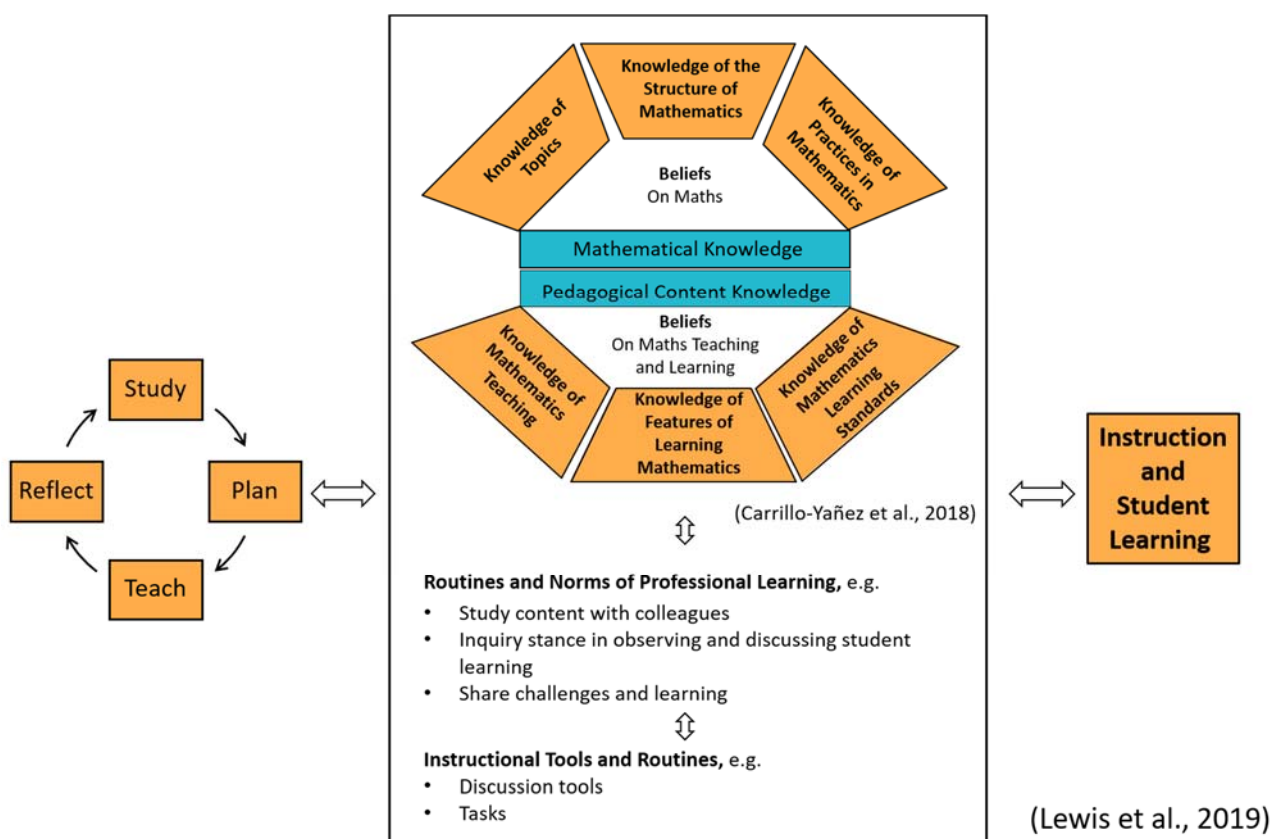 Study
Plan
Teach
Reflect
Knowledge of
Topics
Knowledge of the
Structure of
Mathematics
Knowledge of
Practices in
Mathematics
Beliefs
On Maths
Mathematical Knowledge
Pedagogical Content Knowledge
Beliefs
On Maths Teaching
and Learning
Knowledge of
Mathematics
Teaching
Knowledge of
Features of
Learning
Mathematics
Knowledge of
Mathematics
Learning
Standards
(Carrillo-Yañez et al., 2018)
Routines and Norms of Professional Learning, e.g.
• Study content with colleagues
• Inquiry stance in observing and discussing student
learning
• Share challenges and learning
Instructional Tools and Routines, e.g.
• Discussion tools
• Tasks
Instruction
and
Student
Learning
(Lewis et al., 2019)